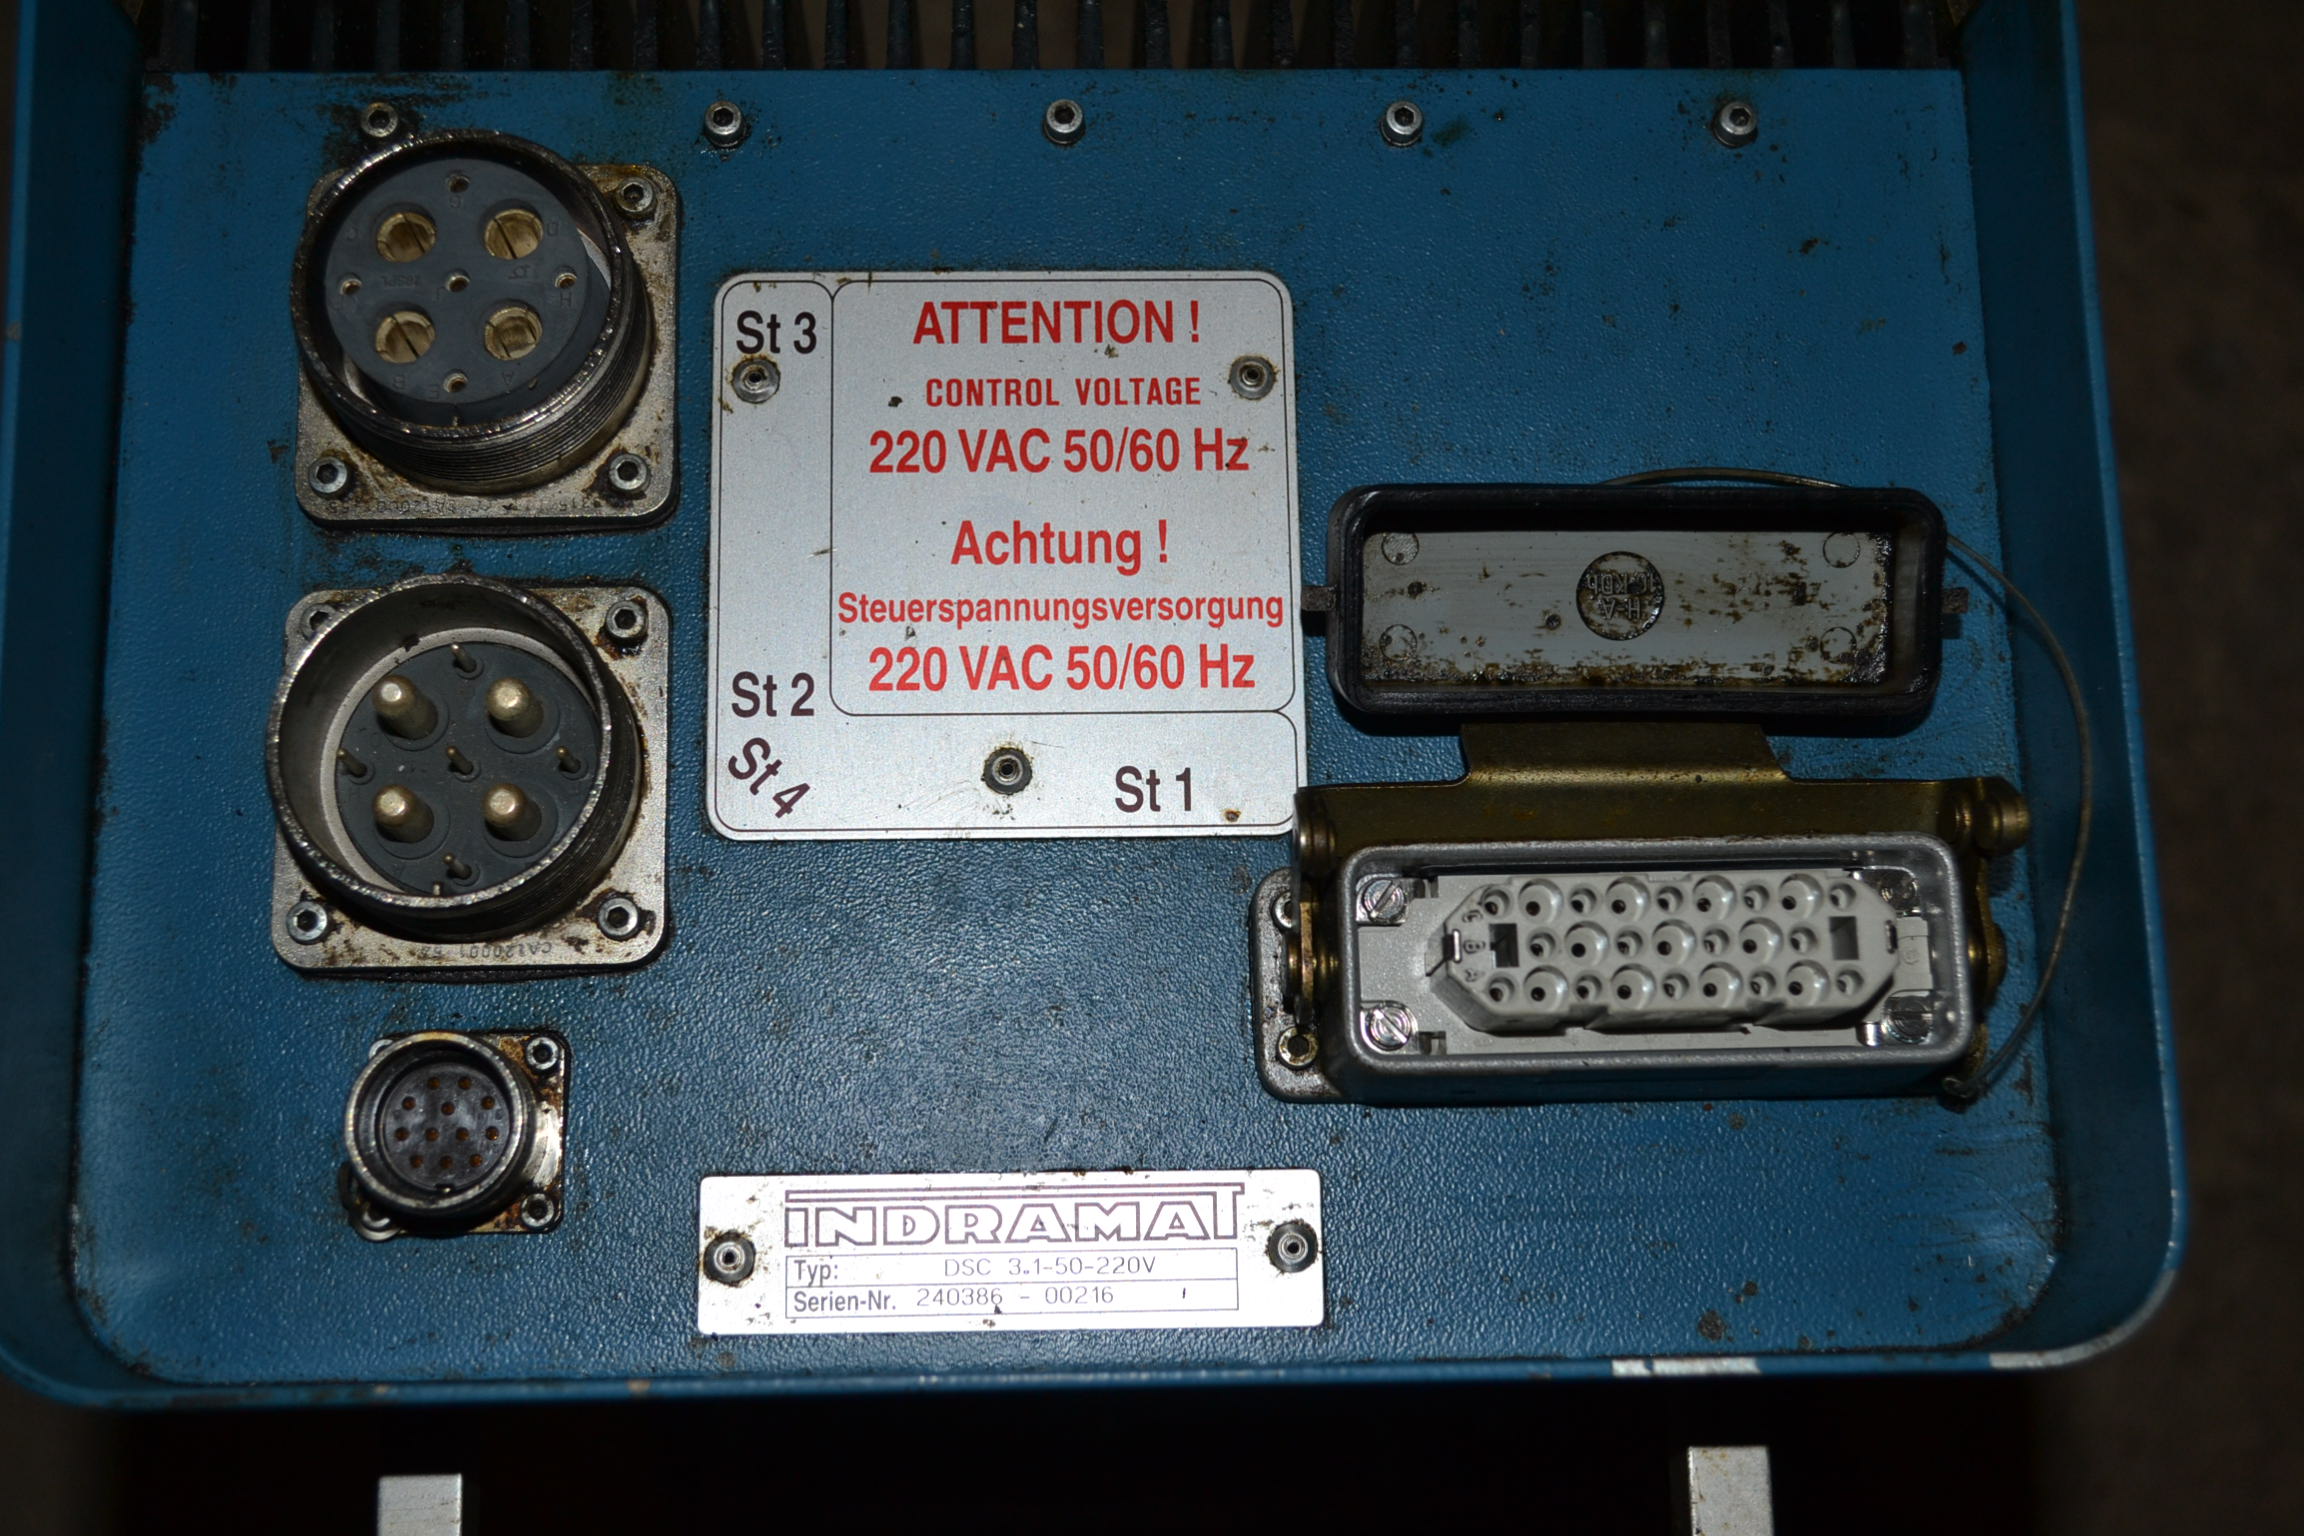 St 3
ATTENTION !
CONTROL VOLTAGE
220 VAC 50/60 Hz
Achtung !
Steuerspannungsversorgung
220 VAC 50/60 Hz
St 2
St 4
St 1
H-A
INDRAMAT
Typ: DSC 3.1-50-220V
Serien-Nr. 240386 - 00216